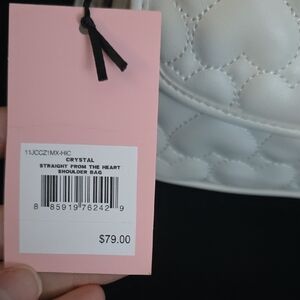 11JCCZ1MX-HIC
CRYSTAL
STRAIGHT FROM THE HEART
SHOULDER BAG
8 85919 76242 9
$79.00